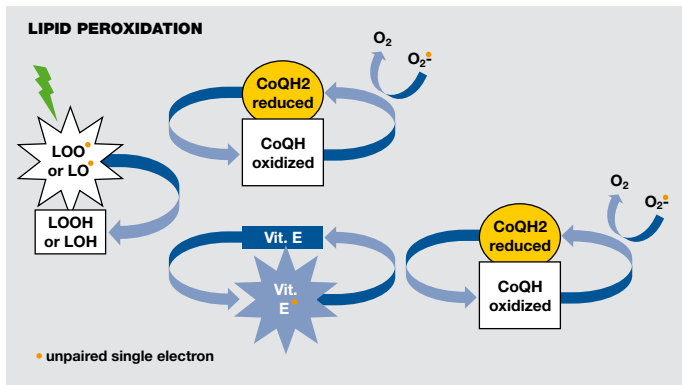 LIPID PEROXIDATION
LOO•
or LO•
LOOH
or LOH
CoQH2
reduced
CoQH
oxidized
O₂
O₂•-
Vit. E
Vit.
E•
CoQH2
reduced
CoQH
oxidized
O₂
O₂•-
• unpaired single electron